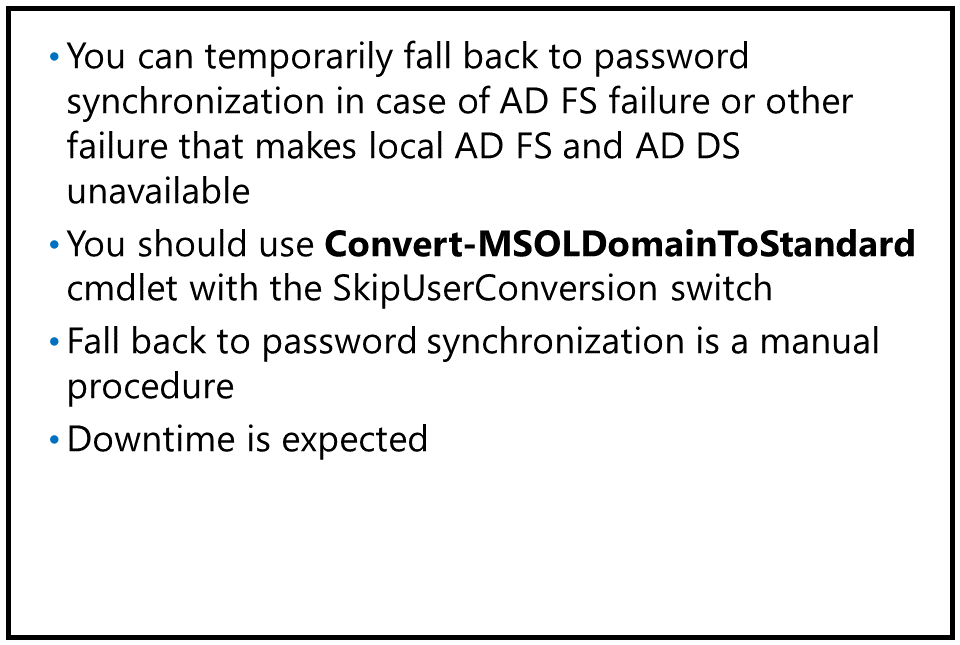 • You can temporarily fall back to password
synchronization in case of AD FS failure or other
failure that makes local AD FS and AD DS
unavailable
• You should use Convert-MSOLDomainToStandard
cmdlet with the SkipUserConversion switch
• Fall back to password synchronization is a manual
procedure
• Downtime is expected